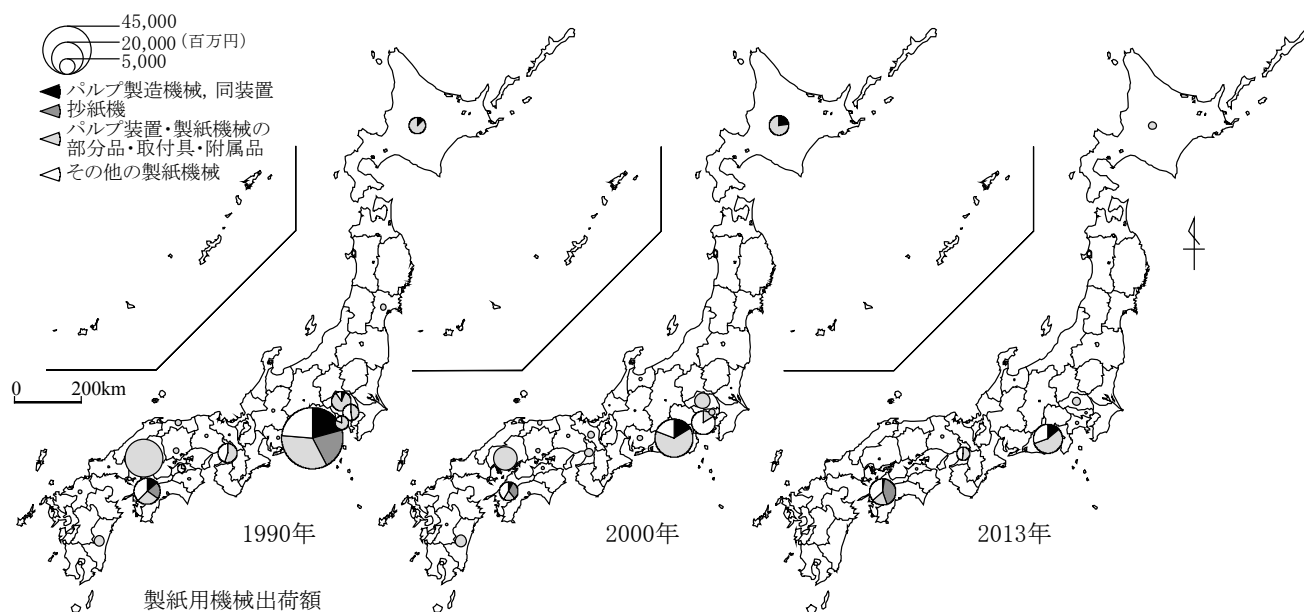 45,000
20,000 (百万円)
5,000
パルプ製造機械, 同装置
抄紙機
パルプ装置・製紙機械の
部分品・取付具・附属品
その他の製紙機械
0 200km
1990年
2000年
2013年
製紙用機械出荷額